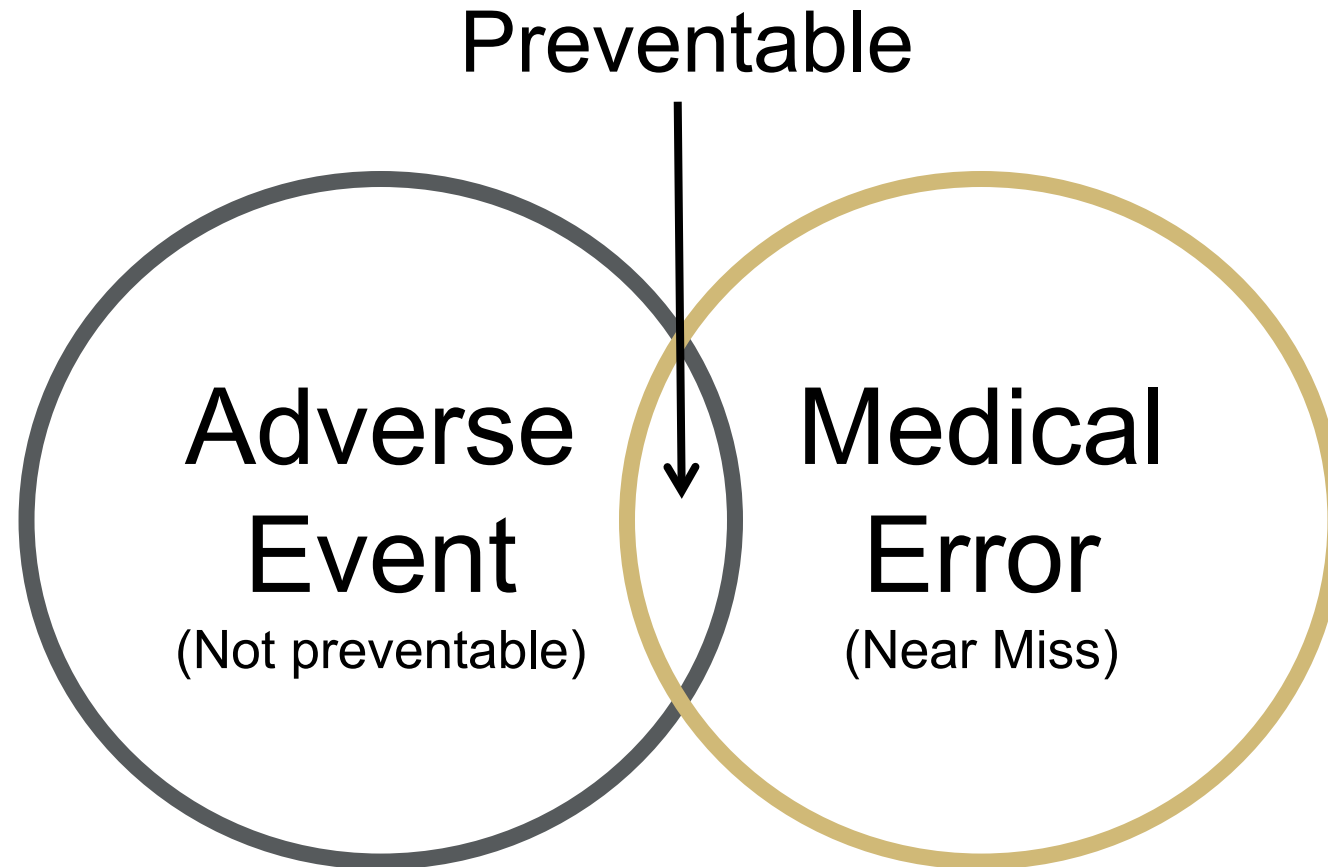 Preventable
Adverse
Event
(Not preventable)
Medical
Error
(Near Miss)